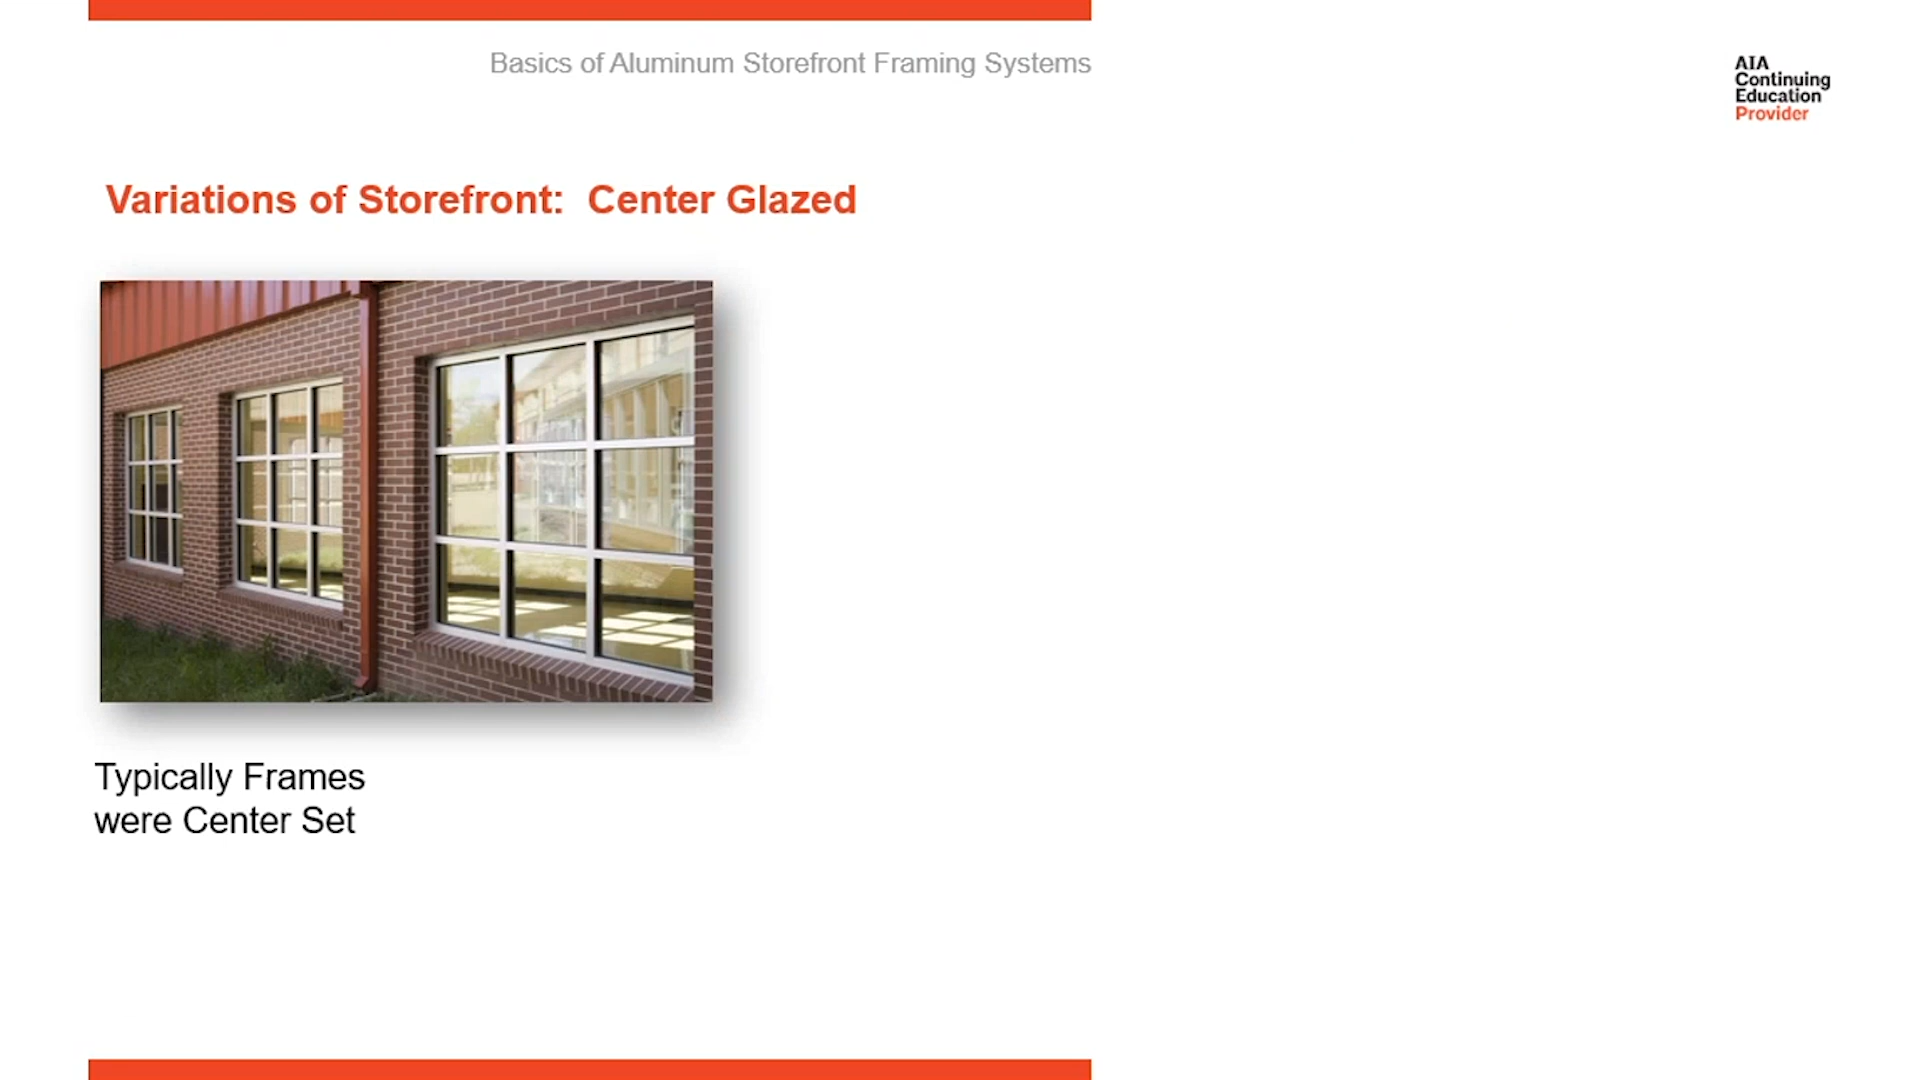 Basics of Aluminum Storefront Framing Systems
AIA
Continuing
Education
Provider
Variations of Storefront:  Center Glazed
Typically Frames
were Center Set